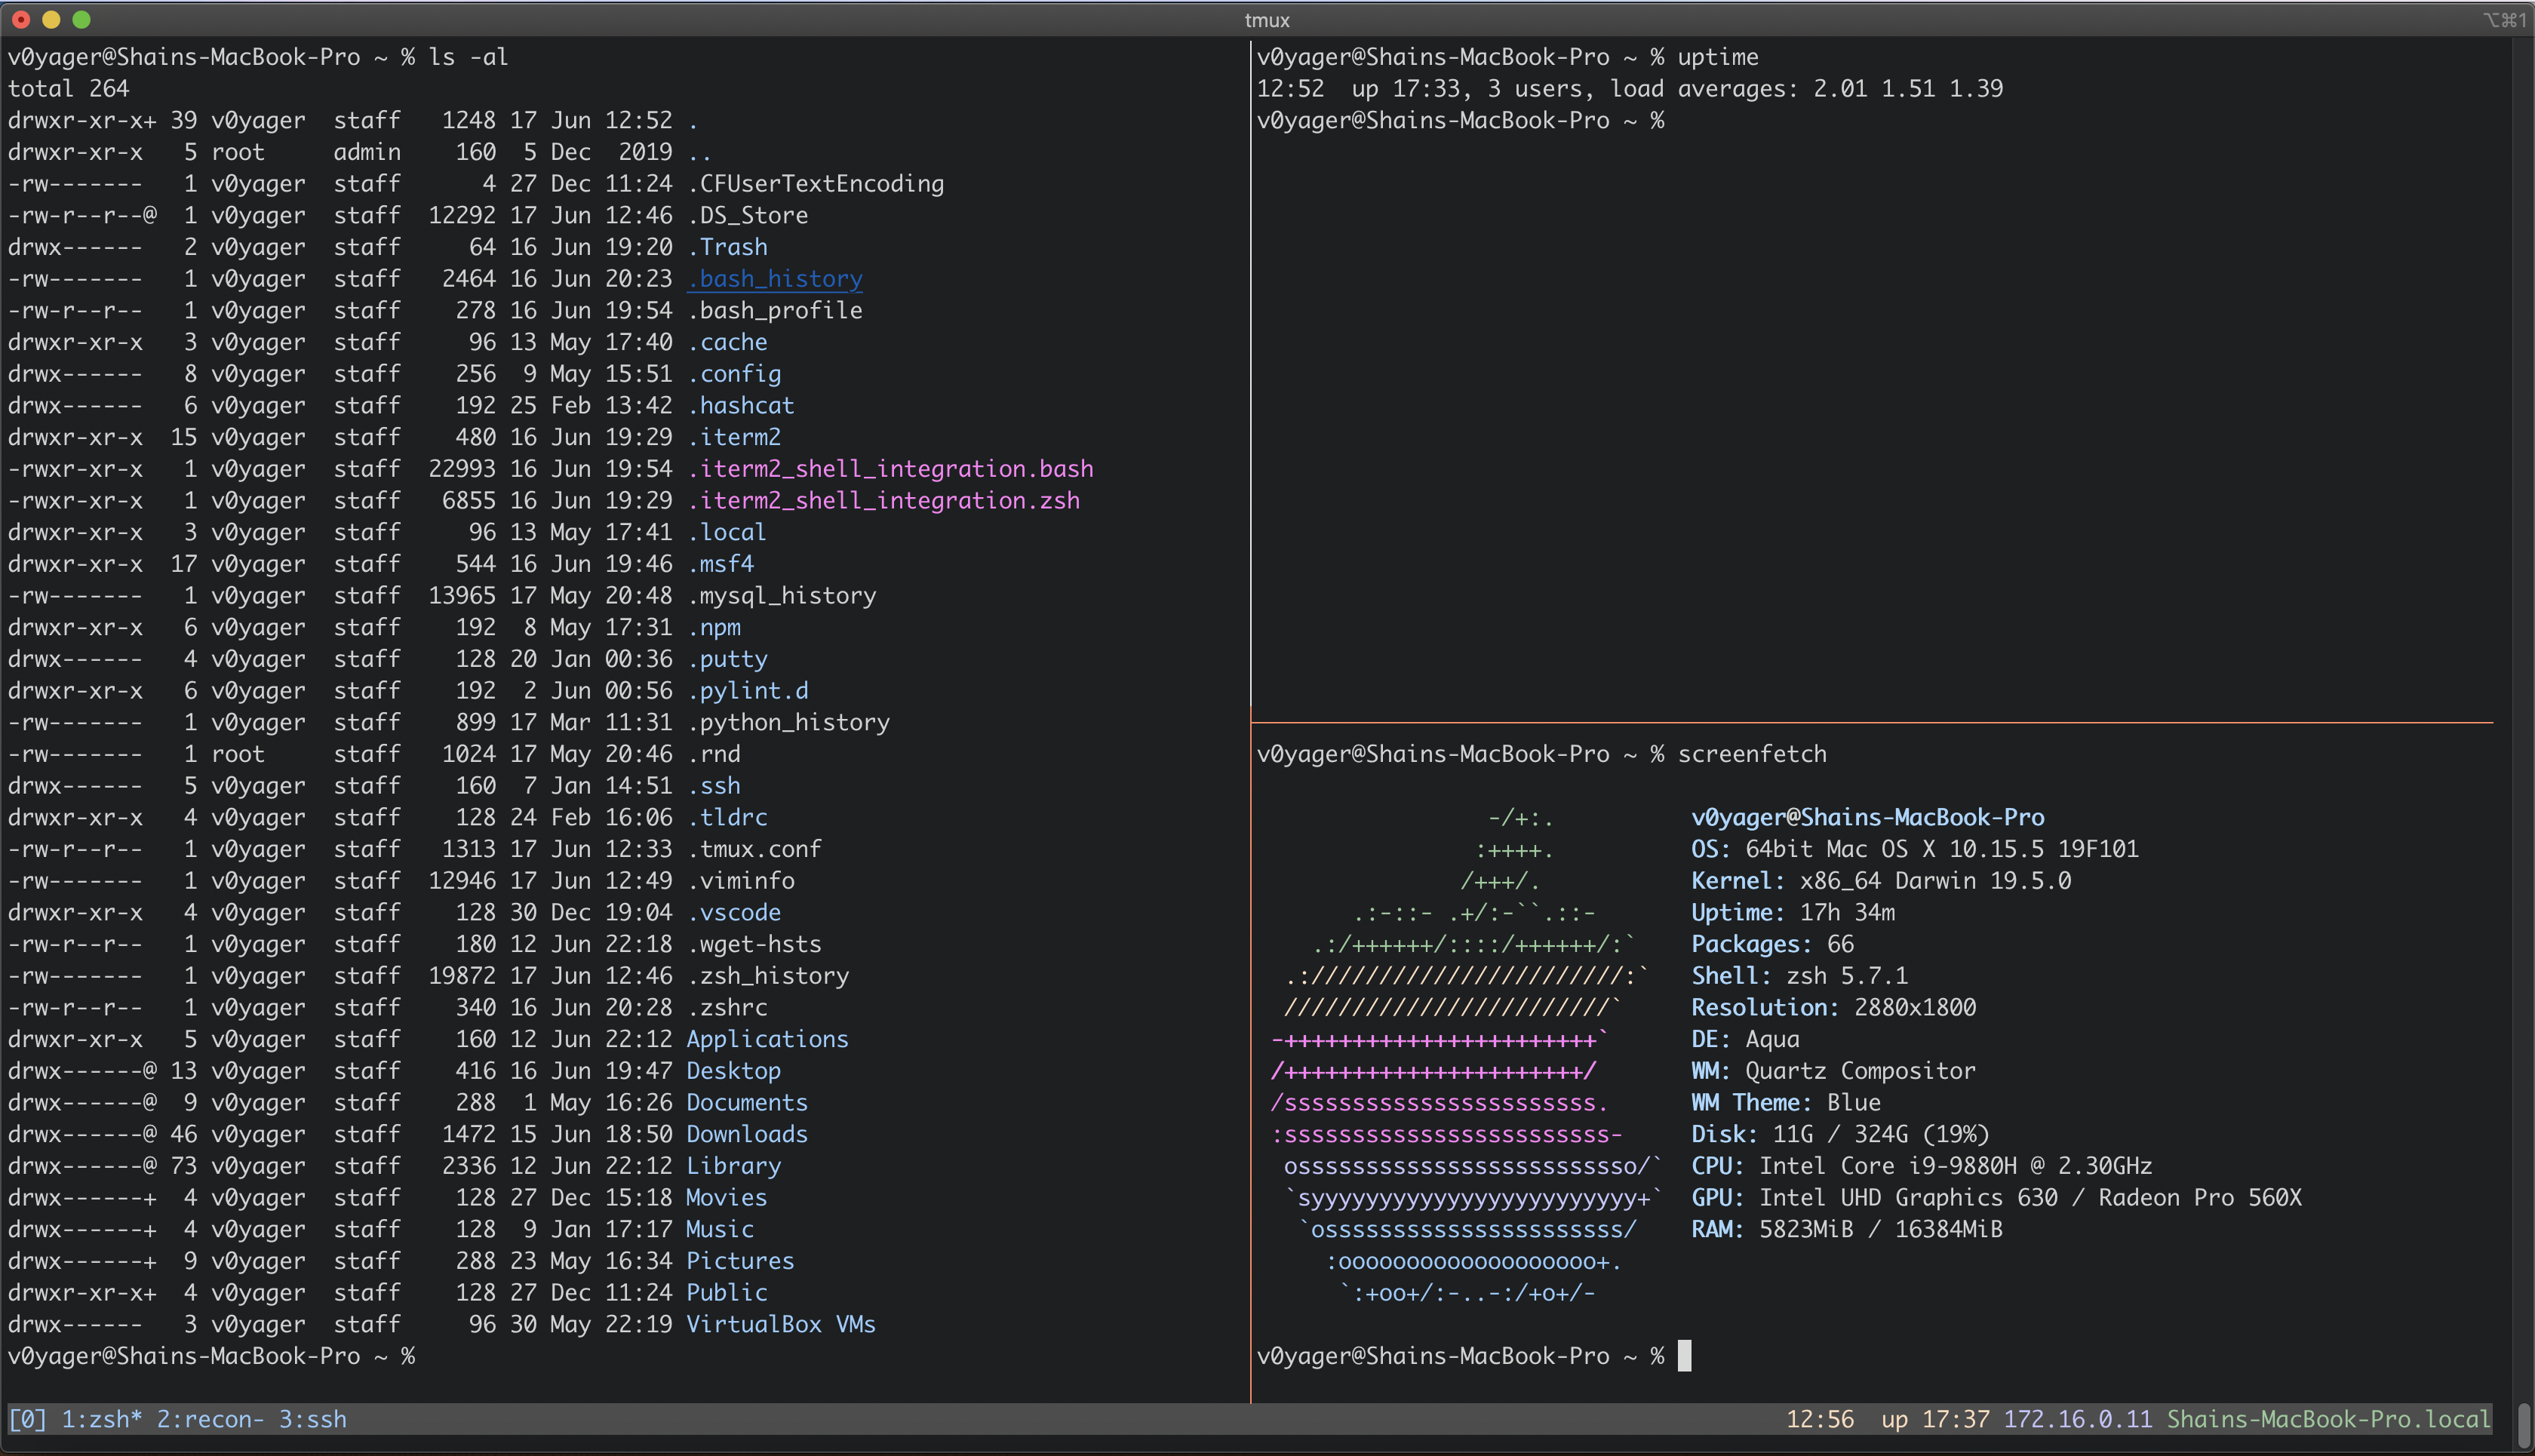 tmux
⌥⌘1
v0yager@Shains-MacBook-Pro ~ % ls -al
total 264
drwxr-xr-x+ 39 v0yager  staff   1248 17 Jun 12:52 .
drwxr-xr-x   5 root     admin    160  5 Dec  2019 ..
-rw-------   1 v0yager  staff      4 27 Dec 11:24 .CFUserTextEncoding
-rw-r--r--@  1 v0yager  staff  12292 17 Jun 12:46 .DS_Store
drwx------   2 v0yager  staff     64 16 Jun 19:20 .Trash
-rw-------   1 v0yager  staff   2464 16 Jun 20:23 .bash_history
-rw-r--r--   1 v0yager  staff    278 16 Jun 19:54 .bash_profile
drwxr-xr-x   3 v0yager  staff     96 13 May 17:40 .cache
drwx------   8 v0yager  staff    256  9 May 15:51 .config
drwx------   6 v0yager  staff    192 25 Feb 13:42 .hashcat
drwxr-xr-x  15 v0yager  staff    480 16 Jun 19:29 .iterm2
-rwxr-xr-x   1 v0yager  staff  22993 16 Jun 19:54 .iterm2_shell_integration.bash
-rwxr-xr-x   1 v0yager  staff   6855 16 Jun 19:29 .iterm2_shell_integration.zsh
drwxr-xr-x   3 v0yager  staff     96 13 May 17:41 .local
drwxr-xr-x  17 v0yager  staff    544 16 Jun 19:46 .msf4
-rw-------   1 v0yager  staff  13965 17 May 20:48 .mysql_history
drwxr-xr-x   6 v0yager  staff    192  8 May 17:31 .npm
drwx------   4 v0yager  staff    128 20 Jan 00:36 .putty
drwxr-xr-x   6 v0yager  staff    192  2 Jun 00:56 .pylint.d
-rw-------   1 v0yager  staff    899 17 Mar 11:31 .python_history
-rw-------   1 root     staff   1024 17 May 20:46 .rnd
drwx------   5 v0yager  staff    160  7 Jan 14:51 .ssh
drwxr-xr-x   4 v0yager  staff    128 24 Feb 16:06 .tldrc
-rw-r--r--   1 v0yager  staff   1313 17 Jun 12:33 .tmux.conf
-rw-------   1 v0yager  staff  12946 17 Jun 12:49 .viminfo
drwxr-xr-x   4 v0yager  staff    128 30 Dec 19:04 .vscode
-rw-r--r--   1 v0yager  staff    180 12 Jun 22:18 .wget-hsts
-rw-------   1 v0yager  staff  19872 17 Jun 12:46 .zsh_history
-rw-r--r--   1 v0yager  staff    340 16 Jun 20:28 .zshrc
drwxr-xr-x   5 v0yager  staff    160 12 Jun 22:12 Applications
drwx------@ 13 v0yager  staff    416 16 Jun 19:47 Desktop
drwx------@  9 v0yager  staff    288  1 May 16:26 Documents
drwx------@ 46 v0yager  staff   1472 15 Jun 18:50 Downloads
drwx------@ 73 v0yager  staff   2336 12 Jun 22:12 Library
drwx------+  4 v0yager  staff    128 27 Dec 15:18 Movies
drwx------+  4 v0yager  staff    128  9 Jan 17:17 Music
drwx------+  9 v0yager  staff    288 23 May 16:34 Pictures
drwxr-xr-x+  4 v0yager  staff    128 27 Dec 11:24 Public
drwx------   3 v0yager  staff     96 30 May 22:19 VirtualBox VMs
v0yager@Shains-MacBook-Pro ~ %
v0yager@Shains-MacBook-Pro ~ % uptime
12:52  up 17:33, 3 users, load averages: 2.01 1.51 1.39
v0yager@Shains-MacBook-Pro ~ %
v0yager@Shains-MacBook-Pro ~ % screenfetch
v0yager@Shains-MacBook-Pro
OS: 64bit Mac OS X 10.15.5 19F101
Kernel: x86_64 Darwin 19.5.0
Uptime: 17h 34m
Packages: 66
Shell: zsh 5.7.1
Resolution: 2880x1800
DE: Aqua
WM: Quartz Compositor
WM Theme: Blue
Disk: 11G / 324G (19%)
CPU: Intel Core i9-9880H @ 2.30GHz
GPU: Intel UHD Graphics 630 / Radeon Pro 560X
RAM: 5823MiB / 16384MiB
v0yager@Shains-MacBook-Pro ~ %
[0] 1:zsh* 2:recon- 3:ssh
12:56  up 17:37 172.16.0.11 Shains-MacBook-Pro.local